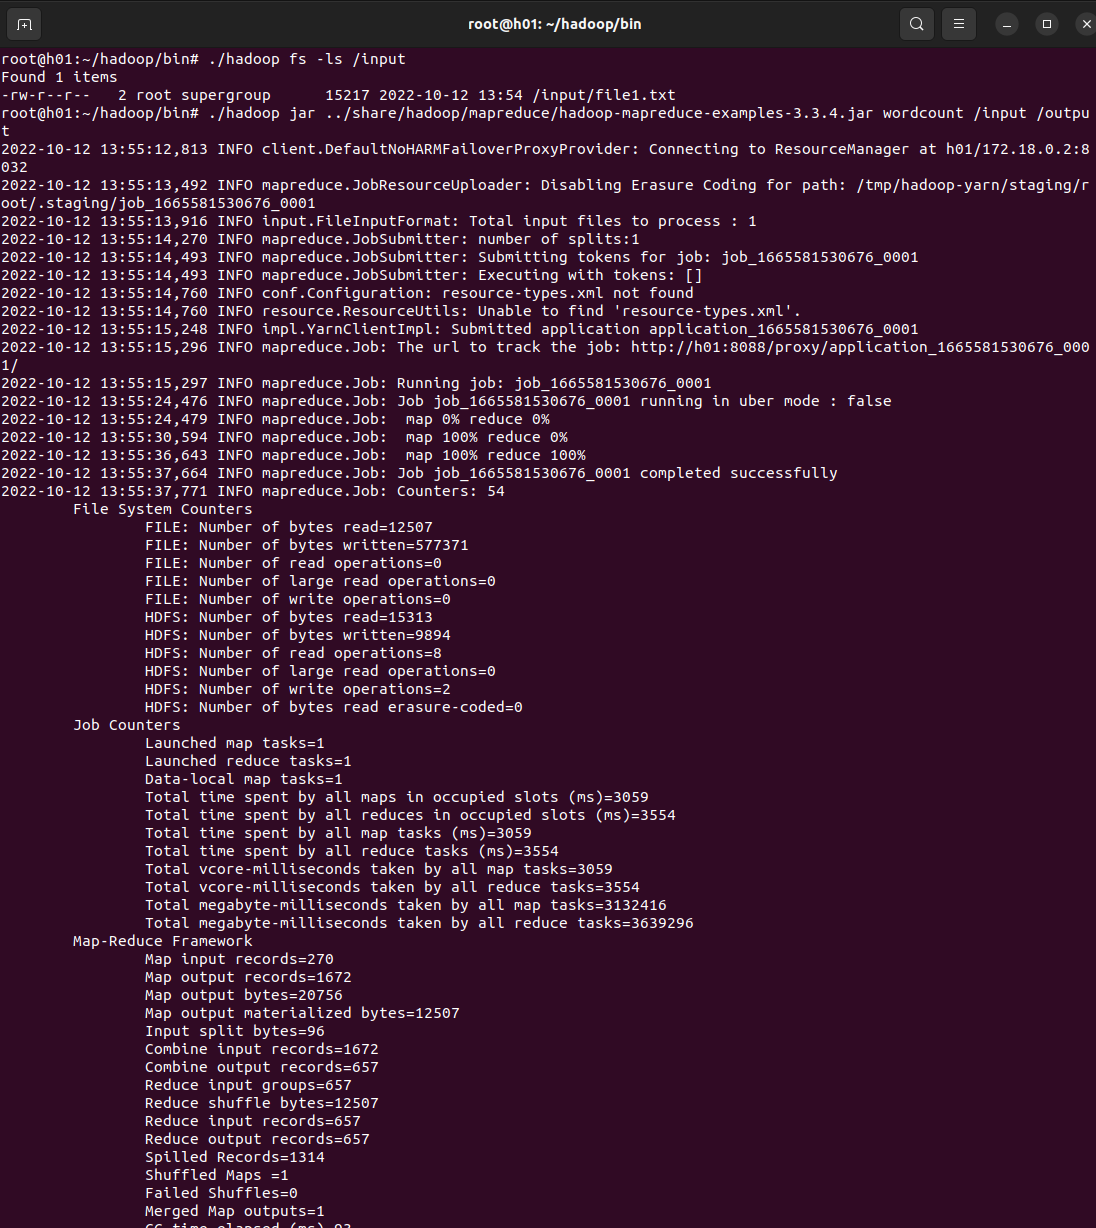 root@h01: ~/hadoop/bin
root@h01:~/hadoop/bin# ./hadoop fs -ls /input
Found 1 items
-rw-r--r--   2 root supergroup      15217 2022-10-12 13:54 /input/file1.txt
root@h01:~/hadoop/bin# ./hadoop jar ../share/hadoop/mapreduce/hadoop-mapreduce-examples-3.3.4.jar wordcount /input /outpu
t
2022-10-12 13:55:12,813 INFO client.DefaultNoHARMFailoverProxyProvider: Connecting to ResourceManager at h01/172.18.0.2:8
032
2022-10-12 13:55:13,492 INFO mapreduce.JobResourceUploader: Disabling Erasure Coding for path: /tmp/hadoop-yarn/staging/r
oot/.staging/job_1665581530676_0001
2022-10-12 13:55:13,916 INFO input.FileInputFormat: Total input files to process : 1
2022-10-12 13:55:14,270 INFO mapreduce.JobSubmitter: number of splits:1
2022-10-12 13:55:14,493 INFO mapreduce.JobSubmitter: Submitting tokens for job: job_1665581530676_0001
2022-10-12 13:55:14,493 INFO mapreduce.JobSubmitter: Executing with tokens: []
2022-10-12 13:55:14,760 INFO conf.Configuration: resource-types.xml not found
2022-10-12 13:55:14,760 INFO resource.ResourceUtils: Unable to find 'resource-types.xml'.
2022-10-12 13:55:15,248 INFO impl.YarnClientImpl: Submitted application application_1665581530676_0001
2022-10-12 13:55:15,296 INFO mapreduce.Job: The url to track the job: http://h01:8088/proxy/application_1665581530676_000
1/
2022-10-12 13:55:15,297 INFO mapreduce.Job: Running job: job_1665581530676_0001
2022-10-12 13:55:24,476 INFO mapreduce.Job: Job job_1665581530676_0001 running in uber mode : false
2022-10-12 13:55:24,479 INFO mapreduce.Job:  map 0% reduce 0%
2022-10-12 13:55:30,594 INFO mapreduce.Job:  map 100% reduce 0%
2022-10-12 13:55:36,643 INFO mapreduce.Job:  map 100% reduce 100%
2022-10-12 13:55:37,664 INFO mapreduce.Job: Job job_1665581530676_0001 completed successfully
2022-10-12 13:55:37,771 INFO mapreduce.Job: Counters: 54
File System Counters
FILE: Number of bytes read=12507
FILE: Number of bytes written=577371
FILE: Number of read operations=0
FILE: Number of large read operations=0
FILE: Number of write operations=0
HDFS: Number of bytes read=15313
HDFS: Number of bytes written=9894
HDFS: Number of read operations=8
HDFS: Number of large read operations=0
HDFS: Number of write operations=2
HDFS: Number of bytes read erasure-coded=0
Job Counters
Launched map tasks=1
Launched reduce tasks=1
Data-local map tasks=1
Total time spent by all maps in occupied slots (ms)=3059
Total time spent by all reduces in occupied slots (ms)=3554
Total time spent by all map tasks (ms)=3059
Total time spent by all reduce tasks (ms)=3554
Total vcore-milliseconds taken by all map tasks=3059
Total vcore-milliseconds taken by all reduce tasks=3554
Total megabyte-milliseconds taken by all map tasks=3132416
Total megabyte-milliseconds taken by all reduce tasks=3639296
Map-Reduce Framework
Map input records=270
Map output records=1672
Map output bytes=20756
Map output materialized bytes=12507
Input split bytes=96
Combine input records=1672
Combine output records=657
Reduce input groups=657
Reduce shuffle bytes=12507
Reduce input records=657
Reduce output records=657
Spilled Records=1314
Shuffled Maps =1
Failed Shuffles=0
Merged Map outputs=1